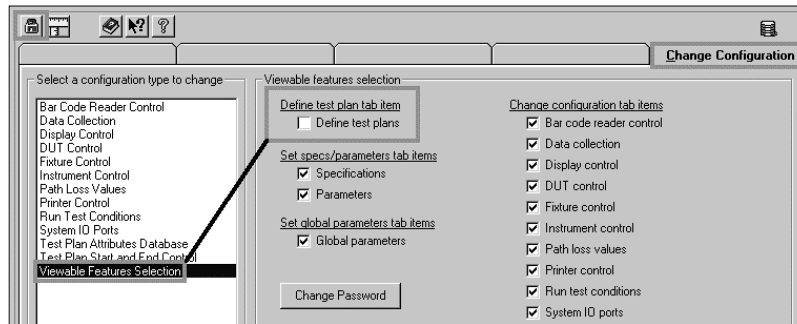 Change Configuration
Select a configuration type to change
Bar Code Reader Control
Data Collection
Display Control
DUT Control
Fixture Control
Instrument Control
Path Loss Values
Printer Control
Run Test Conditions
System IO Ports
Test Plan Attributes Database
Test Plan Start and End Control
Viewable Features Selection
Viewable features selection
Define test plan tab item
Define test plans
Set specs/parameters tab items
Specifications
Parameters
Set global parameters tab items
Global parameters
Change Password
Change configuration tab items
Bar code reader control
Data collection
Display control
DUT control
Fixture control
Instrument control
Path loss values
Printer control
Run test conditions
System IO ports